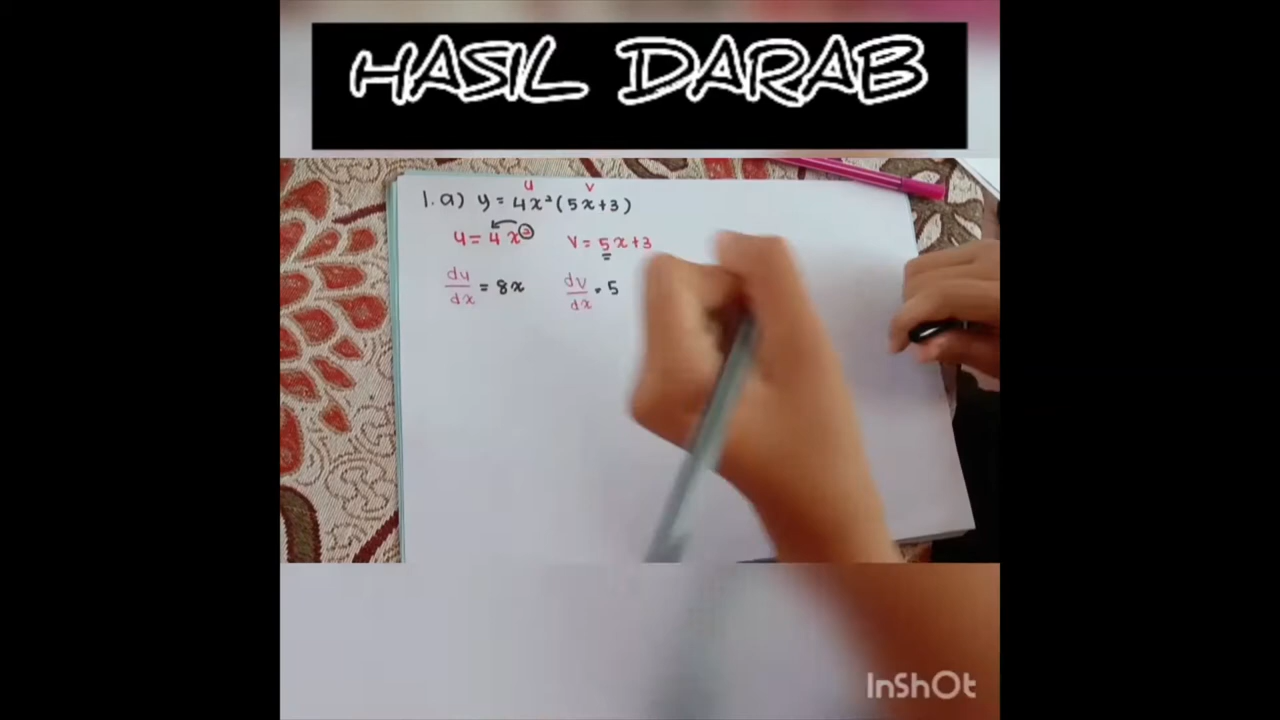 HASIL DARAB
u v
1. a) y = 4x² (5x+3)
u = 4x² v = 5x+3
du/dx = 8x dv/dx = 5
InShOt